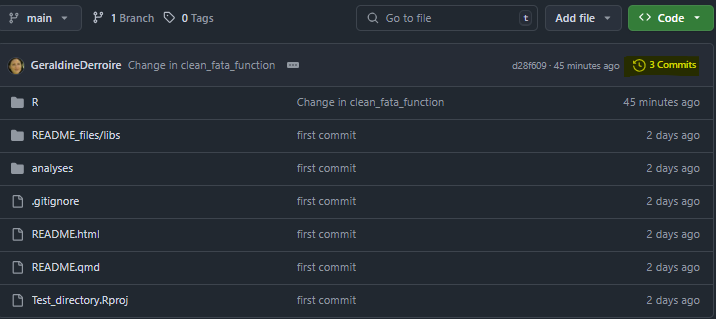 main 1 Branch 0 Tags Go to file t Add file Code
GeraldineDerroire Change in clean_fata_function d28f609 · 45 minutes ago 3 Commits
R Change in clean_fata_function 45 minutes ago
README_files/libs first commit 2 days ago
analyses first commit 2 days ago
.gitignore first commit 2 days ago
README.html first commit 2 days ago
README.qmd first commit 2 days ago
Test_directory.Rproj first commit 2 days ago